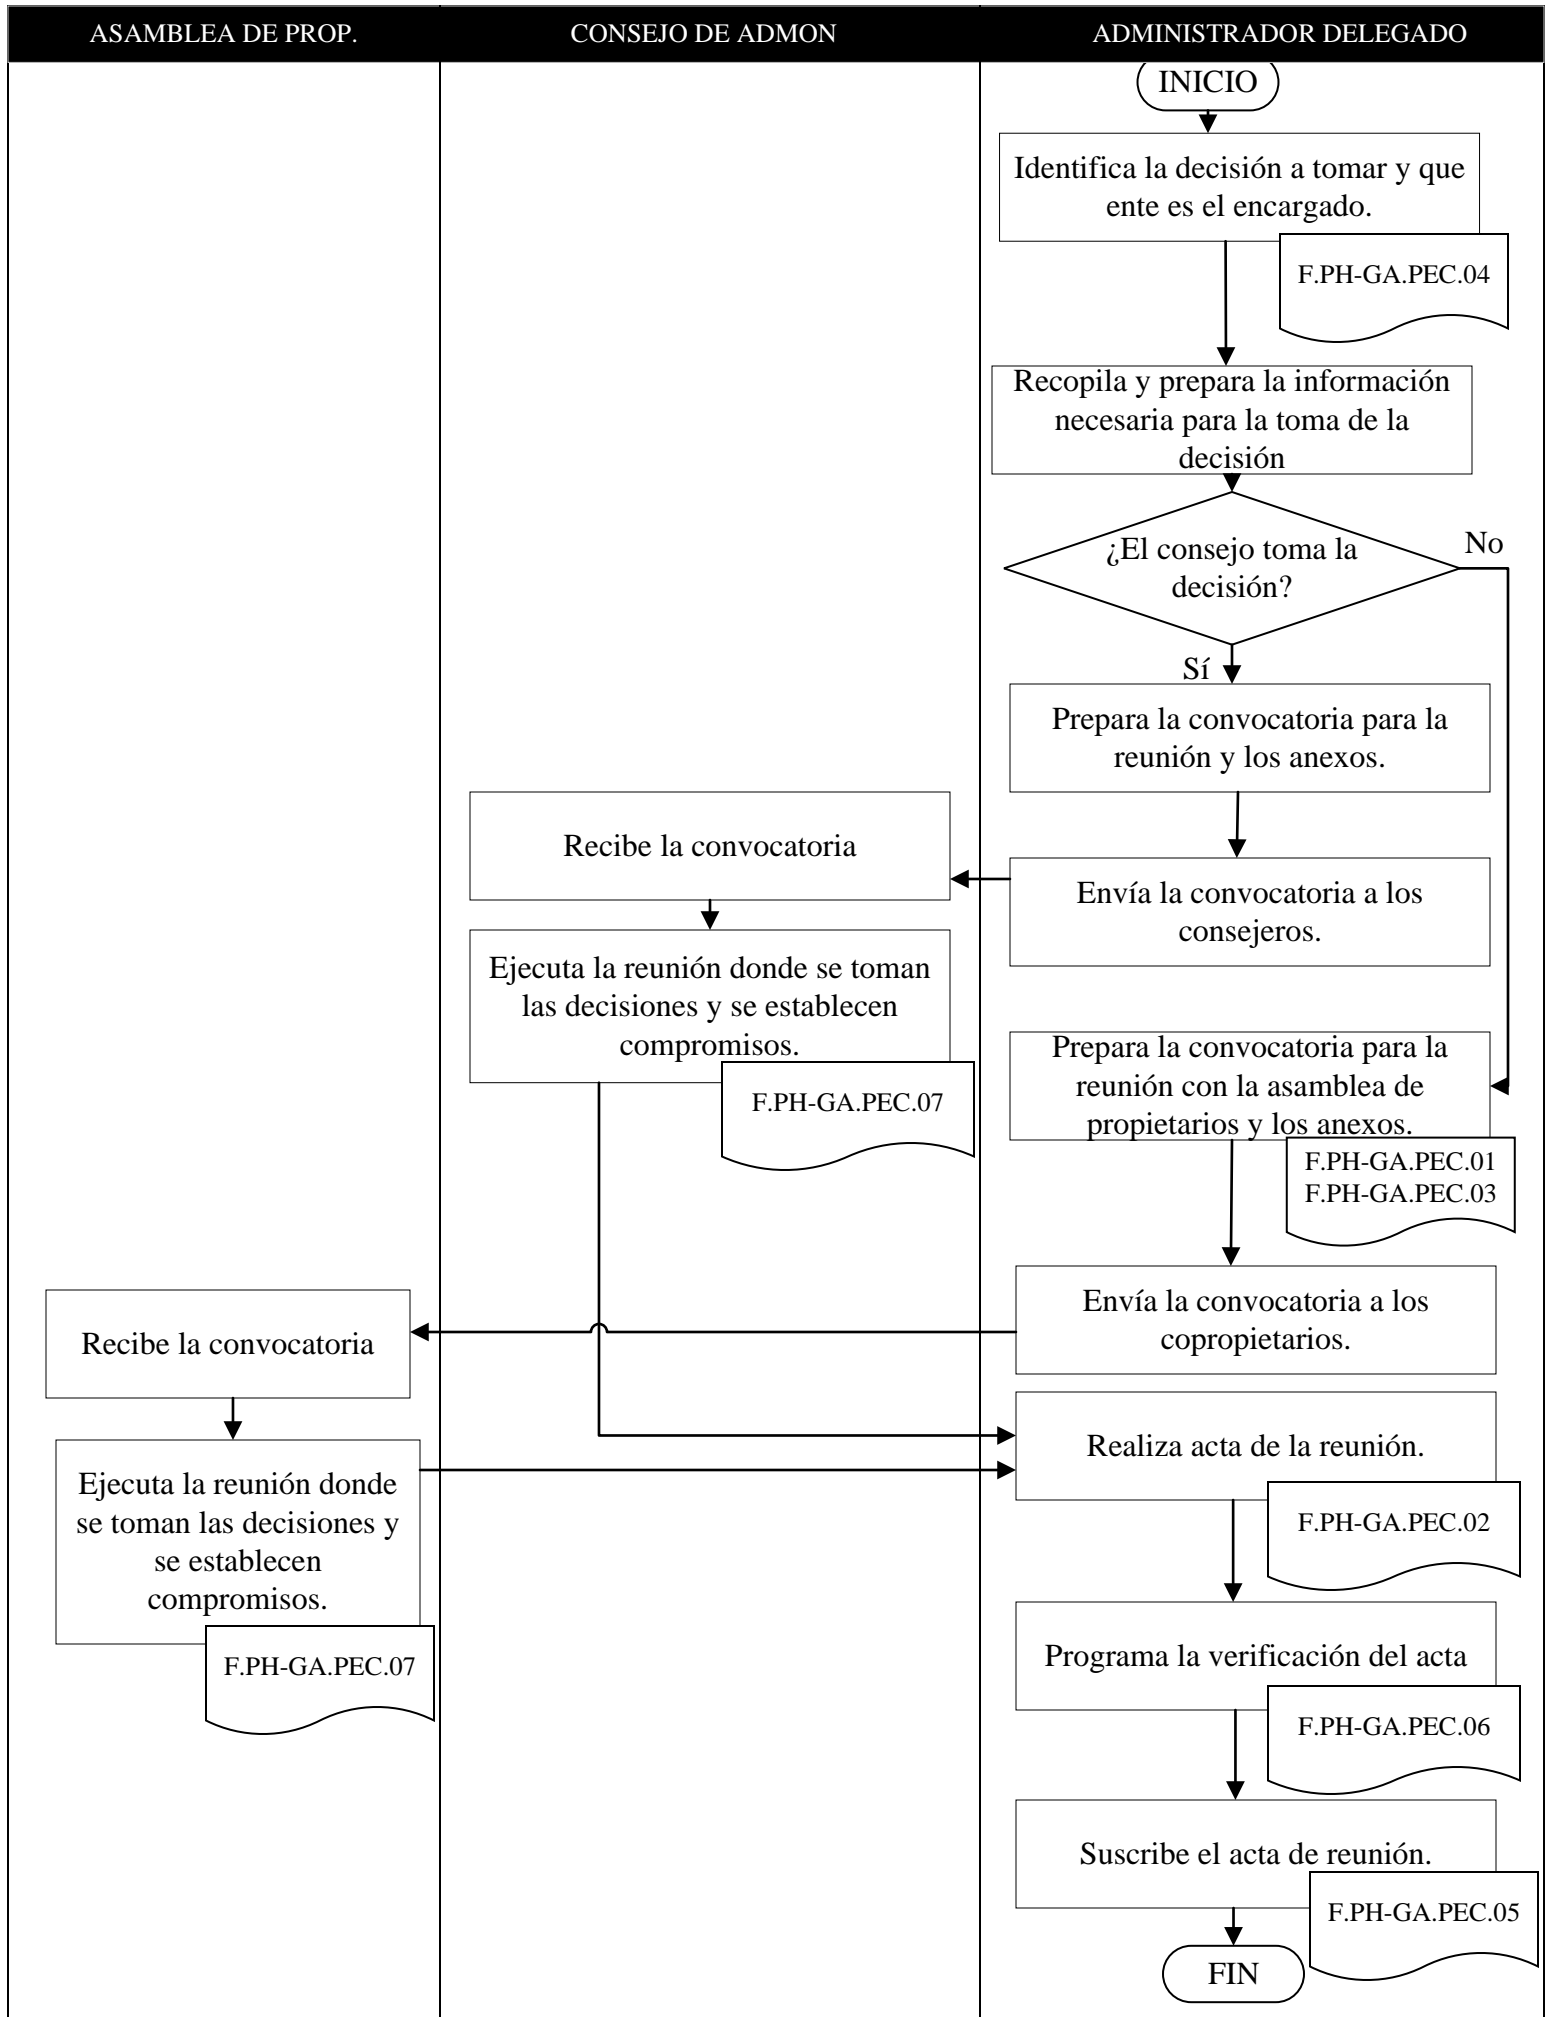 ASAMBLEA DE PROP.
CONSEJO DE ADMON
ADMINISTRADOR DELEGADO
INICIO
Identifica la decisión a tomar y que
ente es el encargado.
F.PH-GA.PEC.04
Recopila y prepara la información
necesaria para la toma de la
decisión
¿El consejo toma la
decisión?
No
Sí
Prepara la convocatoria para la
reunión y los anexos.
Recibe la convocatoria
Envía la convocatoria a los
consejeros.
Ejecuta la reunión donde se toman
las decisiones y se establecen
compromisos.
F.PH-GA.PEC.07
Prepara la convocatoria para la
reunión con la asamblea de
propietarios y los anexos.
F.PH-GA.PEC.01
F.PH-GA.PEC.03
Envía la convocatoria a los
copropietarios.
Recibe la convocatoria
Realiza acta de la reunión.
Ejecuta la reunión donde
se toman las decisiones y
se establecen
compromisos.
F.PH-GA.PEC.07
F.PH-GA.PEC.02
Programa la verificación del acta
F.PH-GA.PEC.06
Suscribe el acta de reunión.
F.PH-GA.PEC.05
FIN